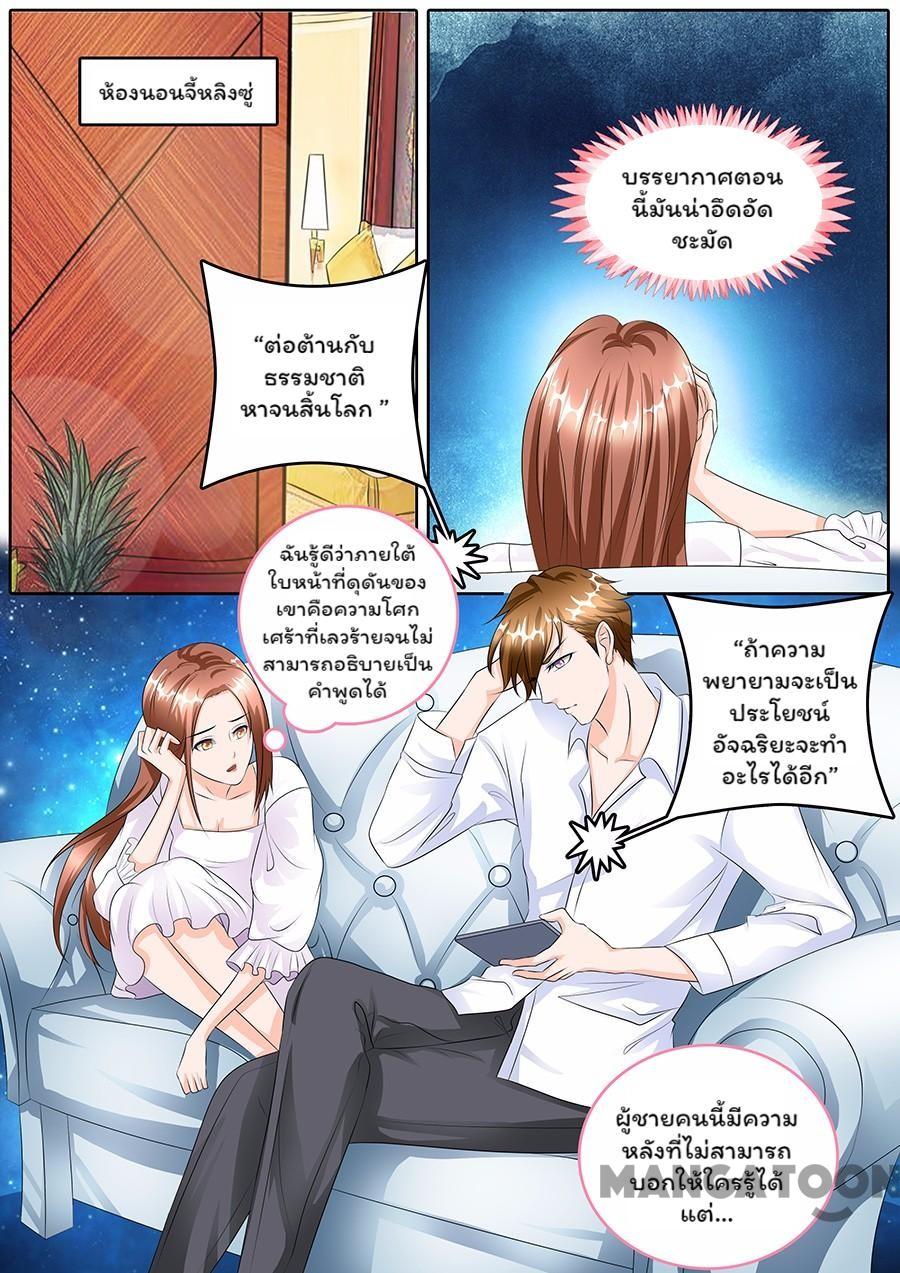 ห้องนอนจี้หลิงซู่
บรรยากาศตอน
นี้มันน่าอึดอัด
ชะมัด
“ต่อต้านกับ
ธรรมชาติ
หาจนสิ้นโลก ”
ฉันรู้ดีว่าภายใต้
ใบหน้าที่ดุดันของ
เขาคือความโศก
เศร้าที่เลวร้ายจนไม่
สามารถอธิบายเป็น
คำพูดได้
“ถ้าความ
พยายามจะเป็น
ประโยชน์
อัจฉริยะจะทำ
อะไรได้อีก”
ผู้ชายคนนี้มีความ
หลังที่ไม่สามารถ
บอกให้ใครรู้ได้
แต่...
MANGATOON